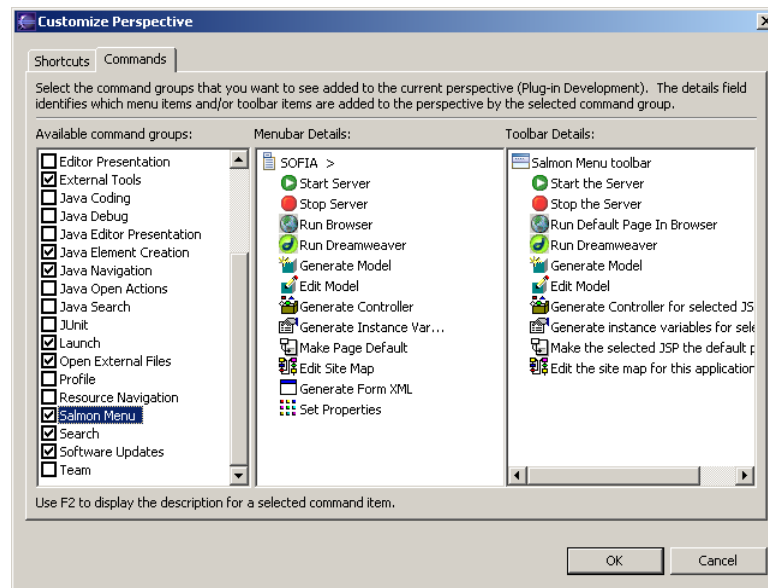 Customize Perspective
Shortcuts Commands
Select the command groups that you want to see added to the current perspective (Plug-in Development). The details field
identifies which menu items and/or toolbar items are added to the perspective by the selected command group.
Available command groups:
Editor Presentation
External Tools
Java Coding
Java Debug
Java Editor Presentation
Java Element Creation
Java Navigation
Java Open Actions
Java Search
JUnit
Launch
Open External Files
Profile
Resource Navigation
Salmon Menu
Search
Software Updates
Team
Menubar Details:
SOFIA >
Start Server
Stop Server
Run Browser
Run Dreamweaver
Generate Model
Edit Model
Generate Controller
Generate Instance Var...
Make Page Default
Edit Site Map
Generate Form XML
Set Properties
Toolbar Details:
Salmon Menu toolbar
Start the Server
Stop the Server
Run Default Page In Browser
Run Dreamweaver
Generate Model
Edit Model
Generate Controller for selected JS
Generate instance variables for sele
Make the selected JSP the default p
Edit the site map for this application
Use F2 to display the description for a selected command item.
OK Cancel